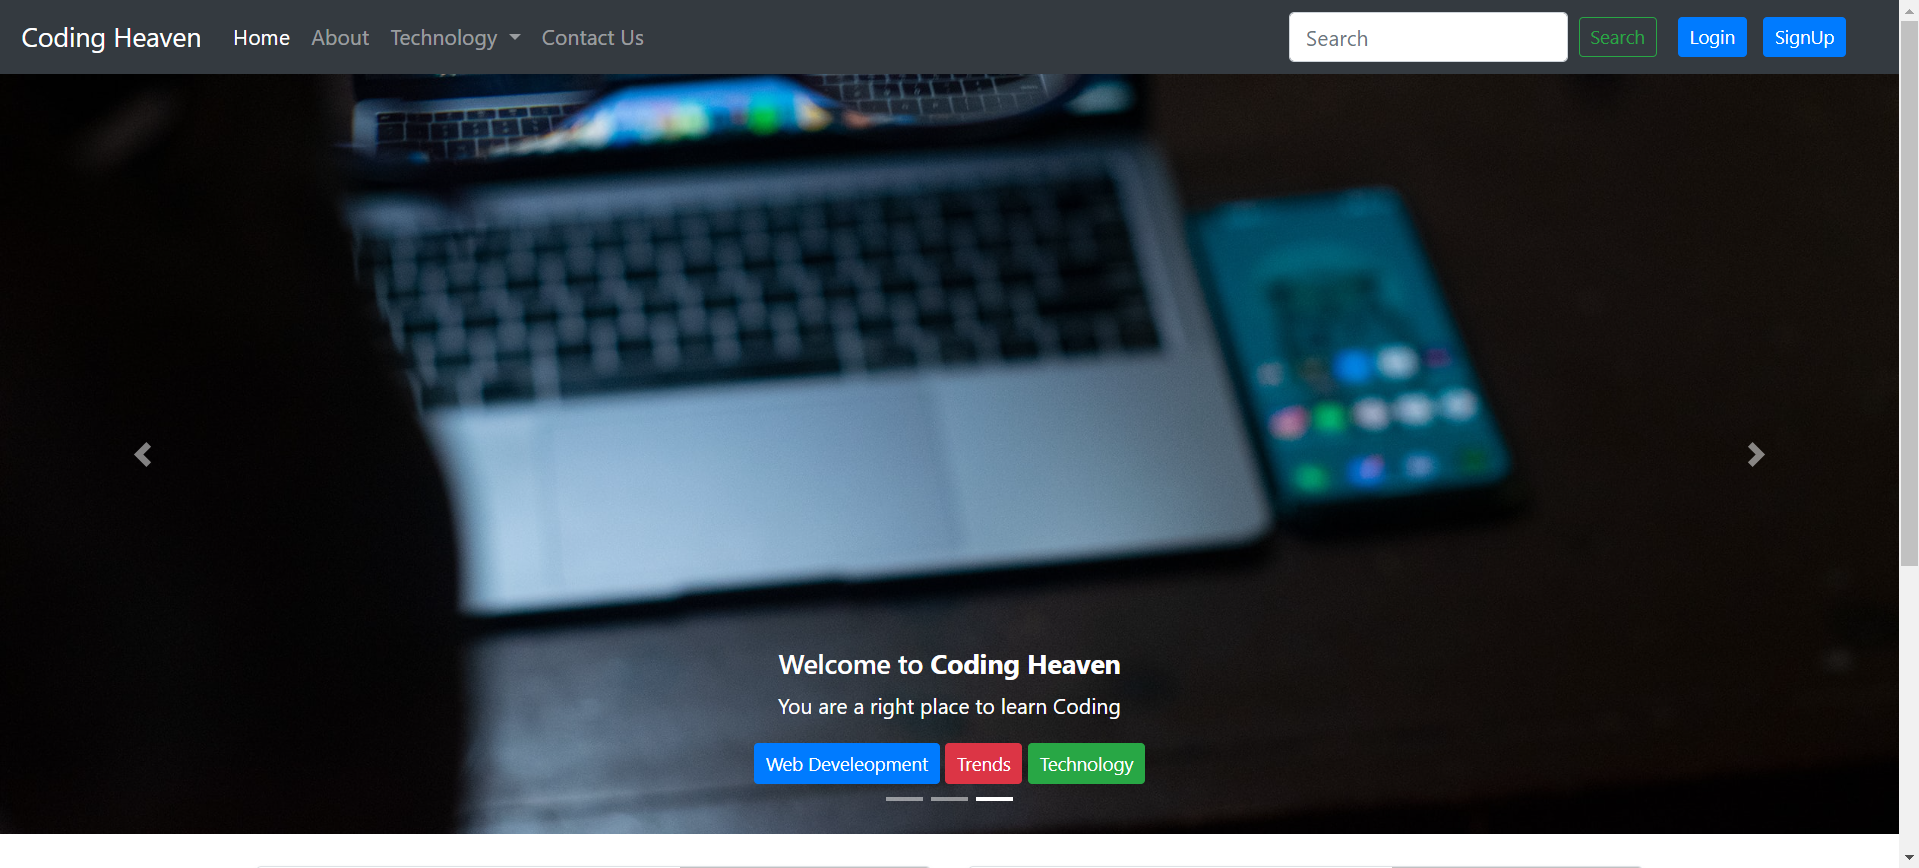 Coding Heaven Home About Technology Contact Us Search Search Login SignUp
Welcome to Coding Heaven
You are a right place to learn Coding
Web Develeopment Trends Technology